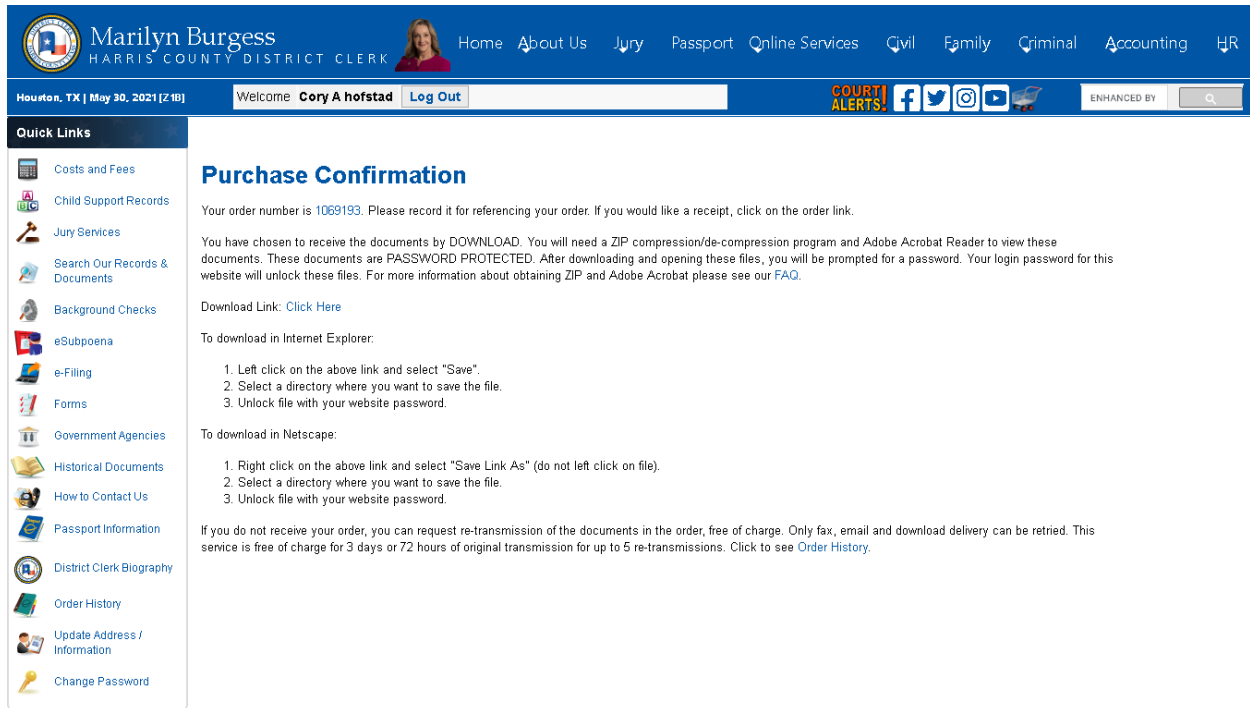 Marilyn Burgess
HARRIS COUNTY DISTRICT CLERK
Home About Us Jury Passport Online Services Civil Family Criminal Accounting HR
Houston, TX | May 30, 2021 [Z1B]
Welcome Cory A hofstad Log Out
COURT ALERTS!
ENHANCED BY
Quick Links
Costs and Fees
Child Support Records
Jury Services
Search Our Records &
Documents
Background Checks
eSubpoena
e-Filing
Forms
Government Agencies
Historical Documents
How to Contact Us
Passport Information
District Clerk Biography
Order History
Update Address /
Information
Change Password
Purchase Confirmation
Your order number is 1069193. Please record it for referencing your order. If you would like a receipt, click on the order link.
You have chosen to receive the documents by DOWNLOAD. You will need a ZIP compression/de-compression program and Adobe Acrobat Reader to view these
documents. These documents are PASSWORD PROTECTED. After downloading and opening these files, you will be prompted for a password. Your login password for this
website will unlock these files. For more information about obtaining ZIP and Adobe Acrobat please see our FAQ.
Download Link: Click Here
To download in Internet Explorer:
1. Left click on the above link and select "Save".
2. Select a directory where you want to save the file.
3. Unlock file with your website password.
To download in Netscape:
1. Right click on the above link and select "Save Link As" (do not left click on file).
2. Select a directory where you want to save the file.
3. Unlock file with your website password.
If you do not receive your order, you can request re-transmission of the documents in the order, free of charge. Only fax, email and download delivery can be retried. This
service is free of charge for 3 days or 72 hours of original transmission for up to 5 re-transmissions. Click to see Order History.